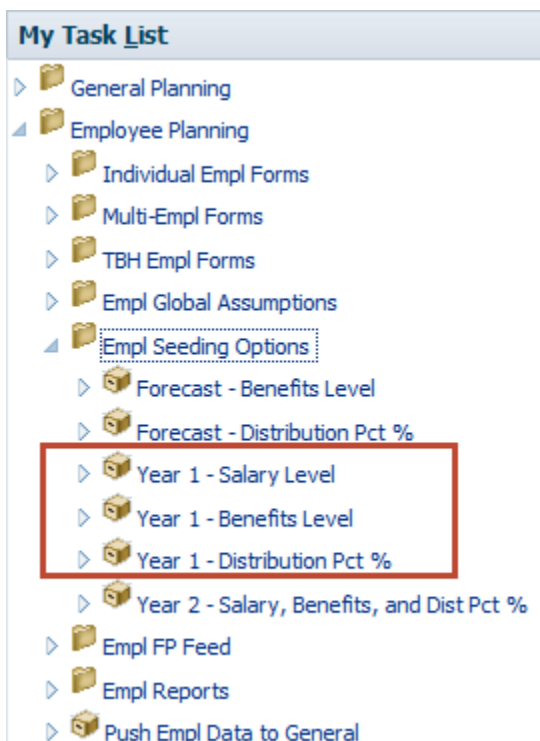 My Task List
General Planning
Employee Planning
Individual Empl Forms
Multi-Empl Forms
TBH Empl Forms
Empl Global Assumptions
Empl Seeding Options
Forecast - Benefits Level
Forecast - Distribution Pct %
Year 1 - Salary Level
Year 1 - Benefits Level
Year 1 - Distribution Pct %
Year 2 - Salary, Benefits, and Dist Pct %
Empl FP Feed
Empl Reports
Push Empl Data to General